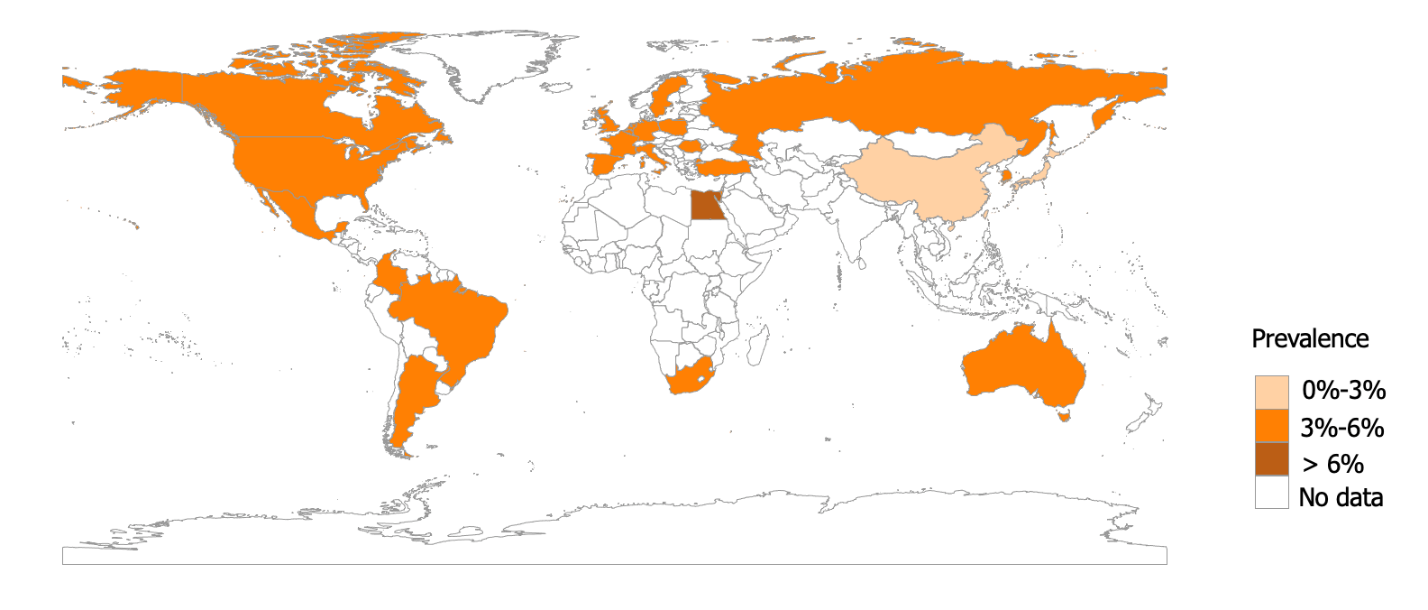 Prevalence
0%-3%
3%-6%
> 6%
No data